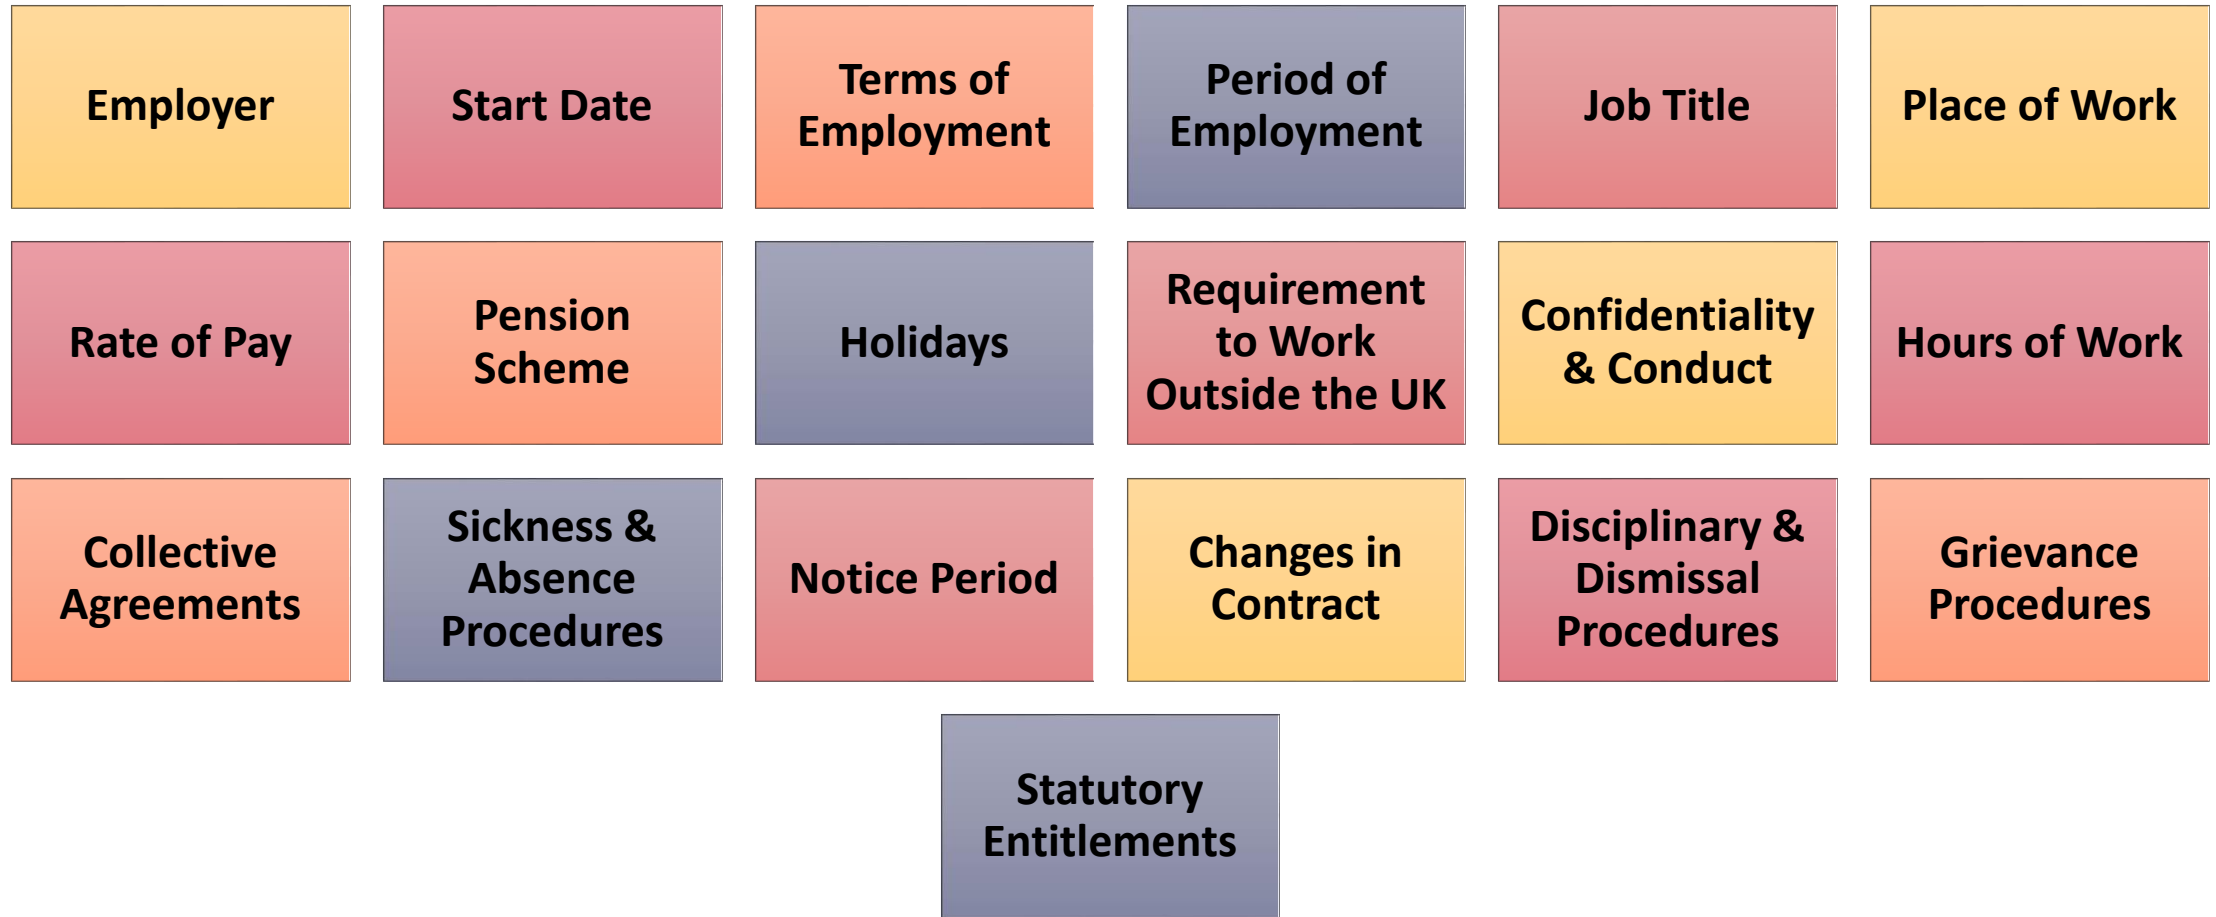 Employer
Start Date
Terms of
Employment
Period of
Employment
Job Title
Place of Work
Rate of Pay
Pension
Scheme
Holidays
Requirement
to Work
Outside the UK
Confidentiality
& Conduct
Hours of Work
Collective
Agreements
Sickness &
Absence
Procedures
Notice Period
Changes in
Contract
Disciplinary &
Dismissal
Procedures
Grievance
Procedures
Statutory
Entitlements